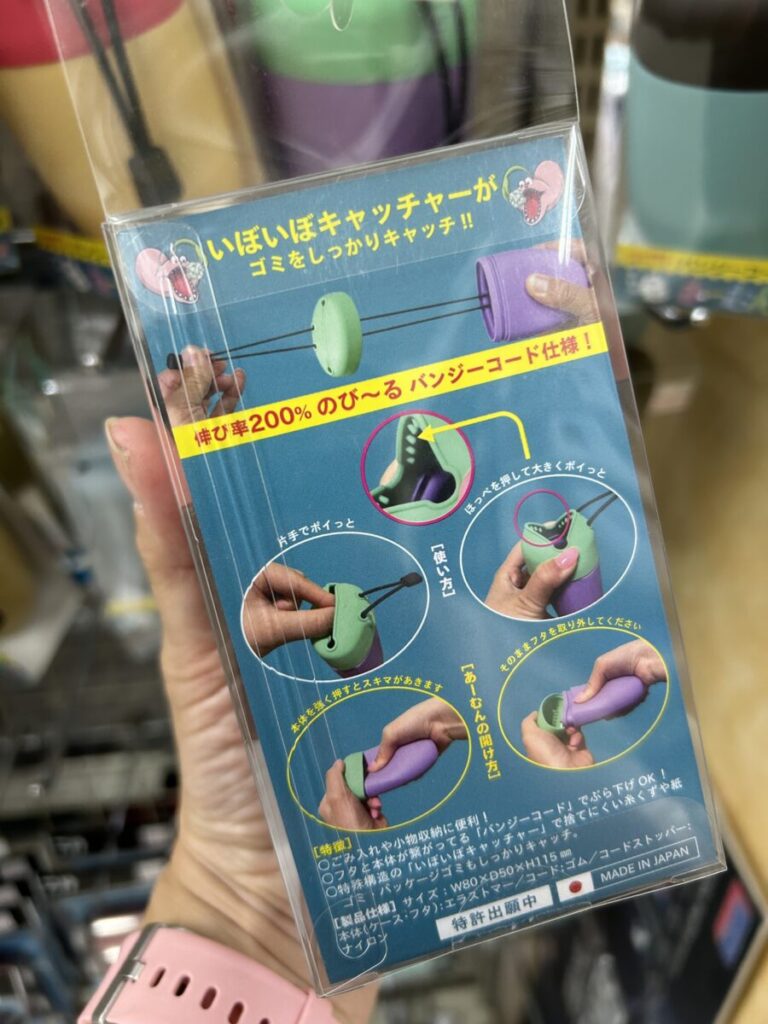 いぼいぼキャッチャーが
ゴミをしっかりキャッチ!!
伸び率200% のび〜る バンジーコード仕様！
ほっぺを押して大きくポイっと
片手でポイっと
［使い方］
そのままフタを取り外してください
本体を強く押すとスキマがあきます
［あーむんの開け方］
［特徴］
○ごみ入れや小物収納に便利！
○フタと本体が繋がってる「バンジーコード」でぶら下げOK！
○特殊構造の「いぼいぼキャッチャー」で捨てにくい糸くずや紙
ゴミ、パッケージゴミもしっかりキャッチ。
［製品仕様］サイズ：W80×D50×H115㎜
本体(ケース・フタ)：エラストマー/コード：ゴム/コードストッパー：
ナイロン
特許出願中
MADE IN JAPAN